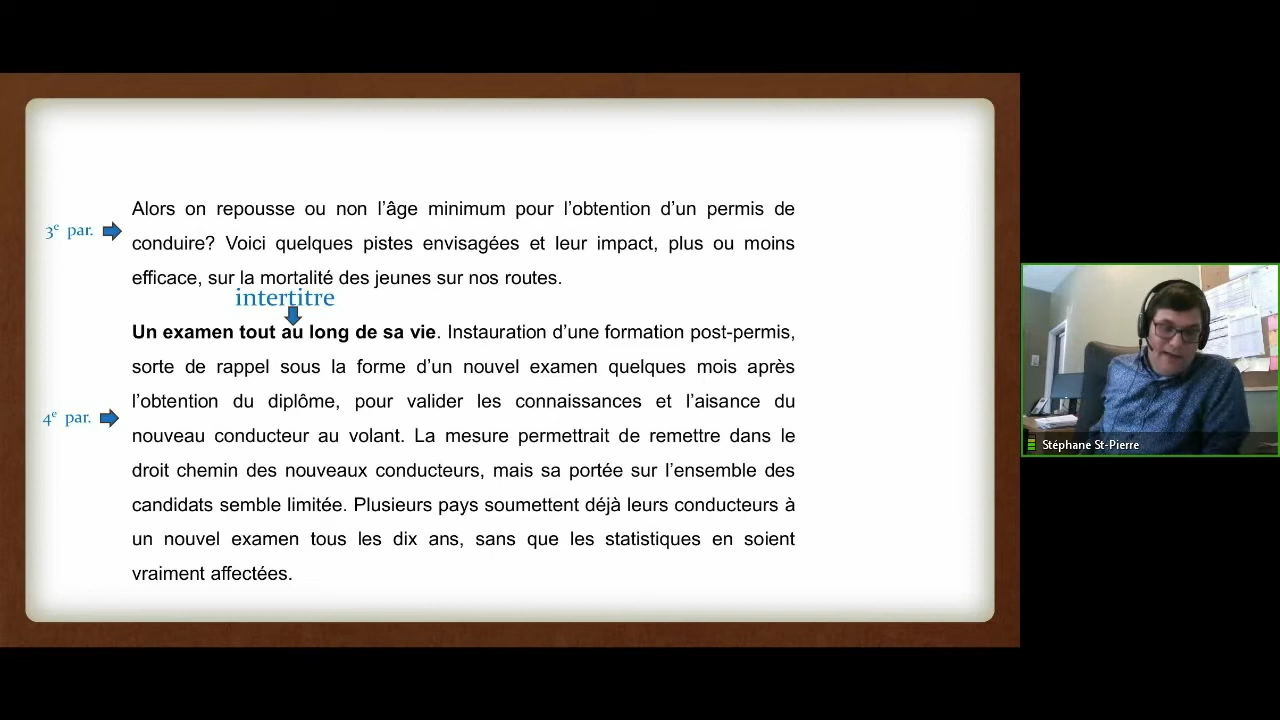 Alors on repousse ou non l’âge minimum pour l’obtention d’un permis de
3e par.
conduire? Voici quelques pistes envisagées et leur impact, plus ou moins
efficace, sur la mortalité des jeunes sur nos routes.
intertitre
Un examen tout au long de sa vie. Instauration d’une formation post-permis,
sorte de rappel sous la forme d’un nouvel examen quelques mois après
l’obtention du diplôme, pour valider les connaissances et l’aisance du
4e par.
nouveau conducteur au volant. La mesure permettrait de remettre dans le
droit chemin des nouveaux conducteurs, mais sa portée sur l’ensemble des
candidats semble limitée. Plusieurs pays soumettent déjà leurs conducteurs à
un nouvel examen tous les dix ans, sans que les statistiques en soient
vraiment affectées.
Stéphane St-Pierre